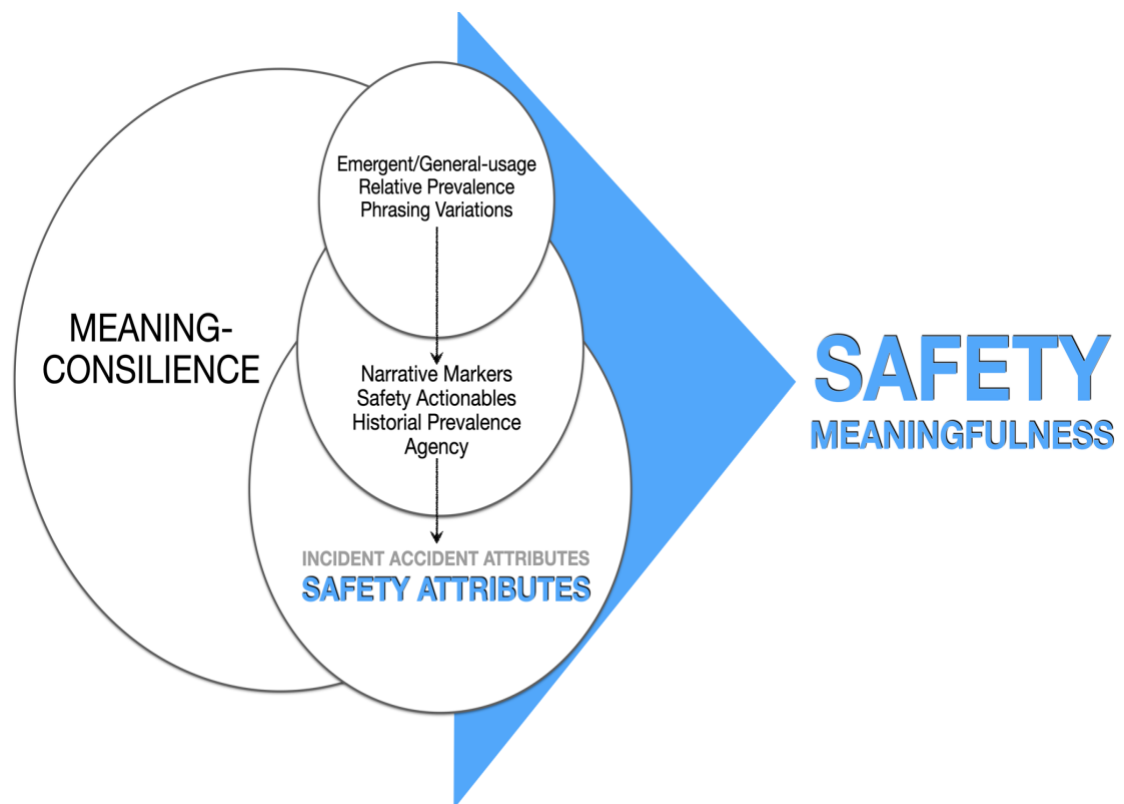 Emergent/General-usage
Relative Prevalence
Phrasing Variations
MEANING-
CONSILIENCE
Narrative Markers
Safety Actionables
Historial Prevalence
Agency
INCIDENT ACCIDENT ATTRIBUTES
SAFETY ATTRIBUTES
SAFETY
MEANINGFULNESS